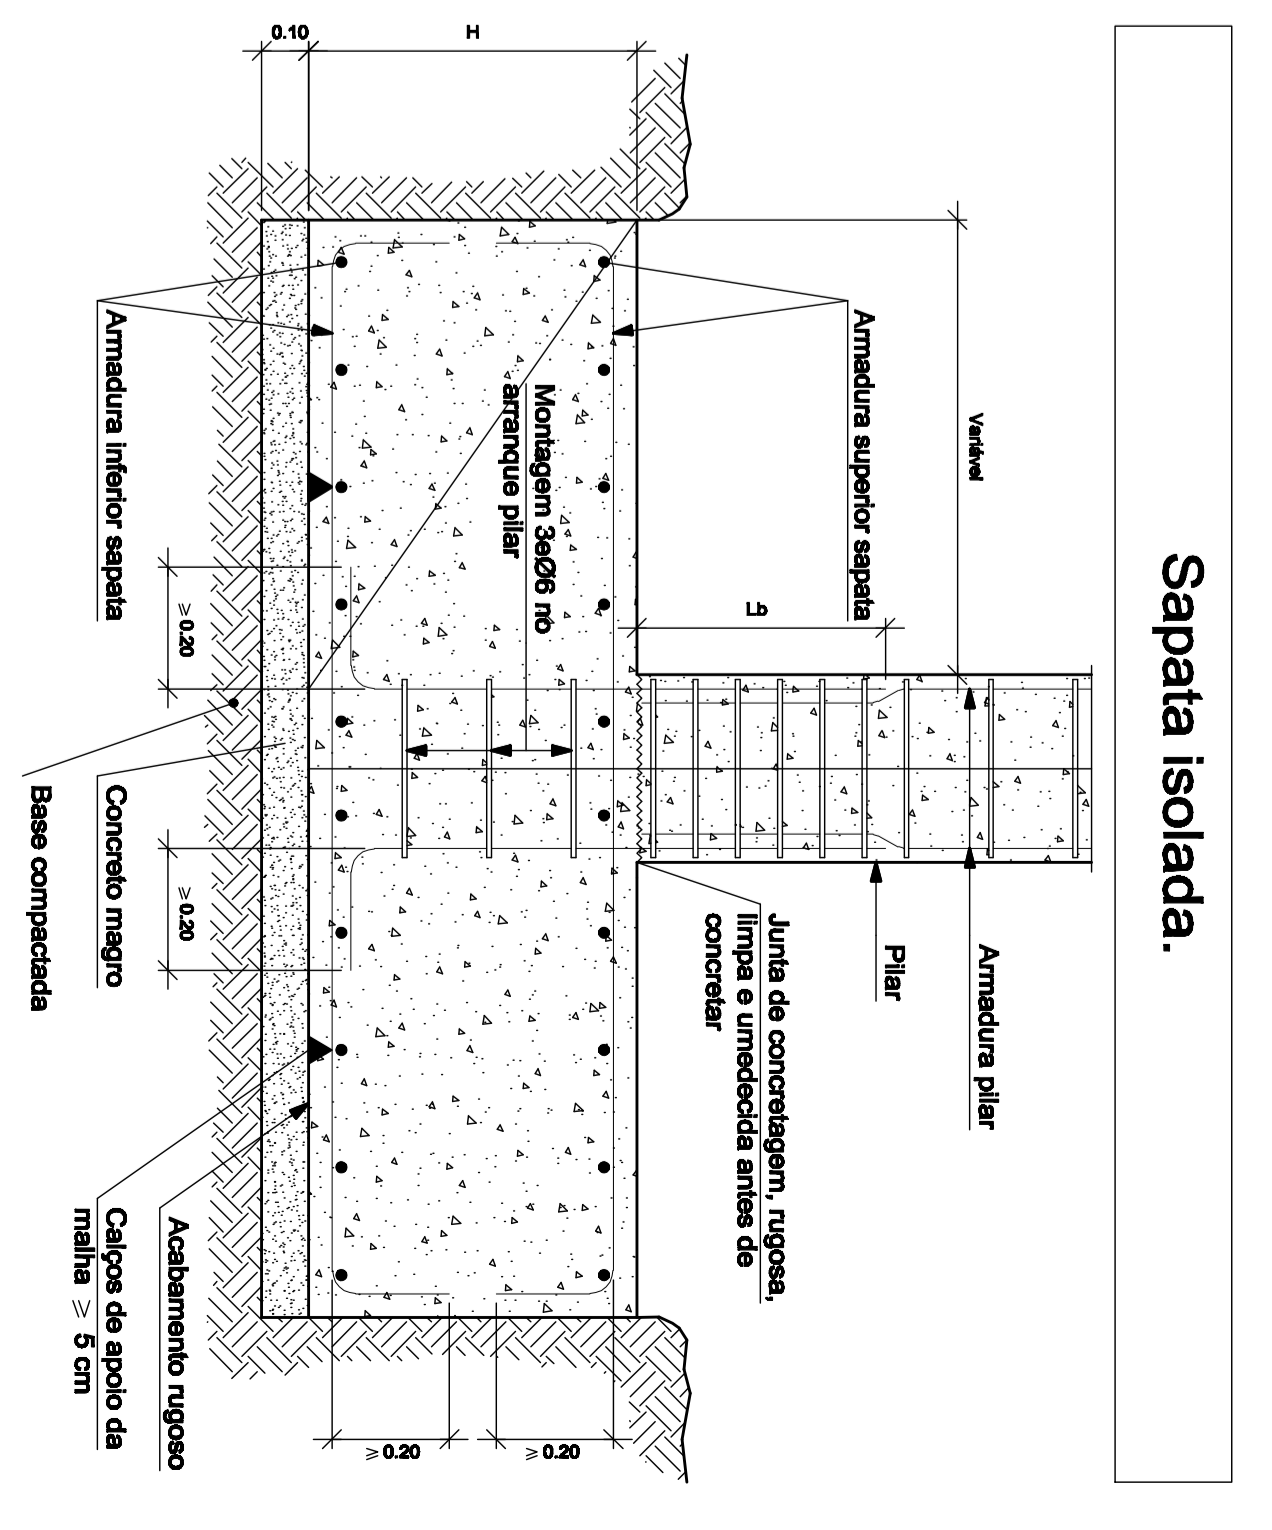 Sapata isolada.
Variável
Armadura pilar
Armadura superior sapata
Lb
Pilar
Junta de concretagem, rugosa,
limpa e umedecida antes de
concretar
Montagem 3eØ6 no
arranque pilar
H
0.10
≥ 0.20
≥ 0.20
≥ 0.20
≥ 0.20
Armadura inferior sapata
Concreto magro
Base compactada
Acabamento rugoso
Calços de apoio da
malha ≥ 5 cm